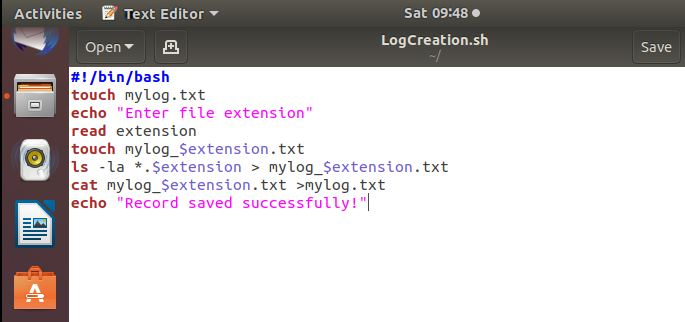 Activities Text Editor Sat 09:48
Open LogCreation.sh Save
~/
#!/bin/bash
touch mylog.txt
echo "Enter file extension"
read extension
touch mylog_$extension.txt
ls -la *.$extension > mylog_$extension.txt
cat mylog_$extension.txt >mylog.txt
echo "Record saved successfully!"